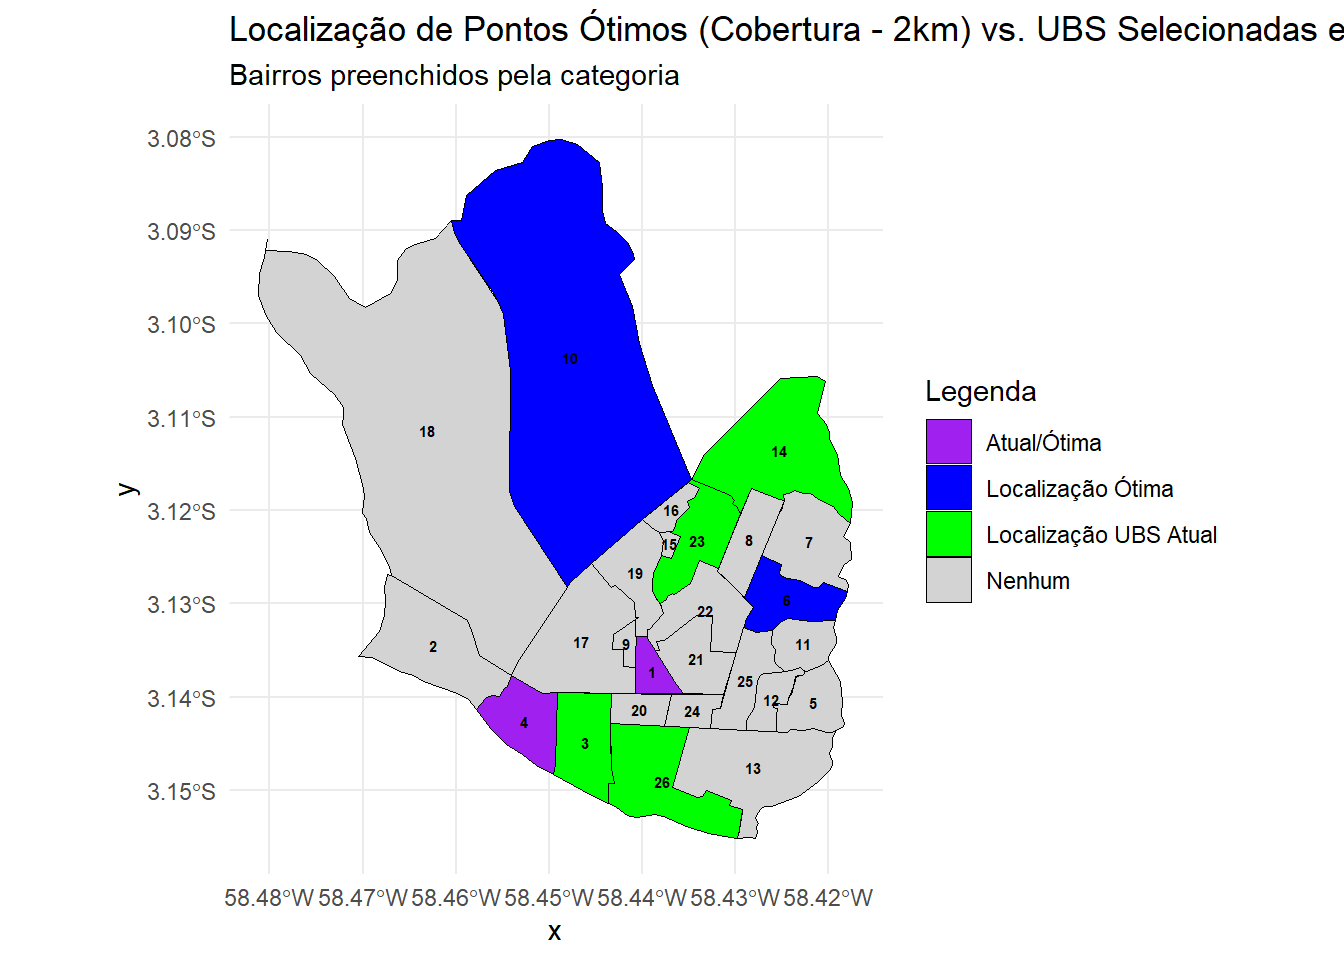 Localização de Pontos Ótimos (Cobertura - 2km) vs. UBS Selecionadas e
Bairros preenchidos pela categoria
3.08°S
3.09°S
3.10°S
3.11°S
3.12°S
3.13°S
3.14°S
3.15°S
y
10
18
14
16
15
23
8
7
19
6
22
2
17
9
11
1
21
25
12
5
4
20
24
3
13
26
58.48°W 58.47°W 58.46°W 58.45°W 58.44°W 58.43°W 58.42°W
x
Legenda
Atual/Ótima
Localização Ótima
Localização UBS Atual
Nenhum